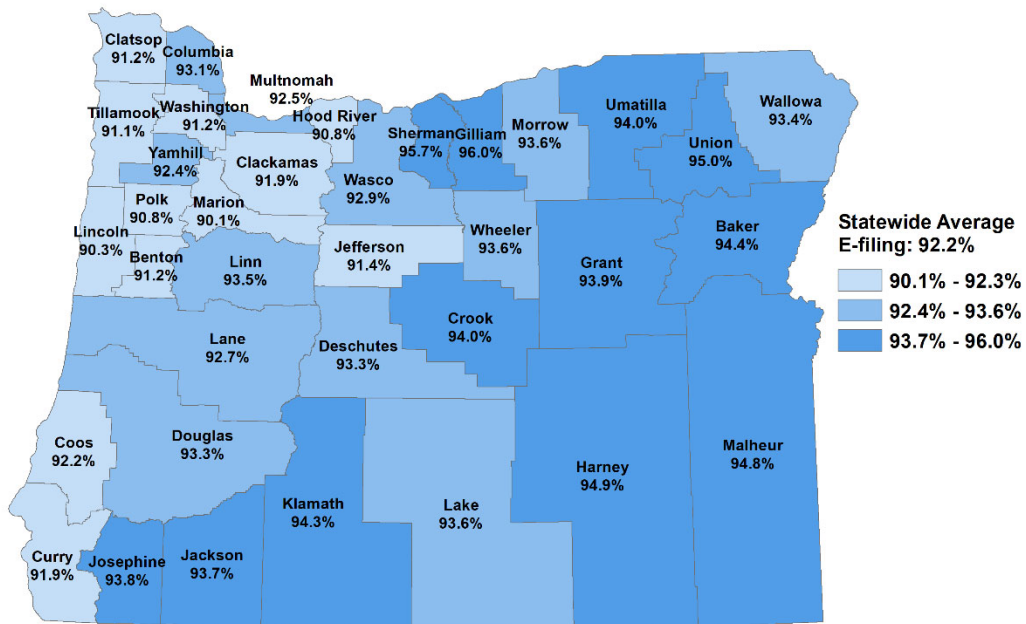 Clatsop
91.2%
Columbia
93.1%
Multnomah
92.5%
Tillamook
91.1%
Washington
91.2%
Hood River
90.8%
Sherman
95.7%
Gilliam
96.0%
Morrow
93.6%
Umatilla
94.0%
Union
95.0%
Wallowa
93.4%
Yamhill
92.4%
Clackamas
91.9%
Wasco
92.9%
Polk
90.8%
Marion
90.1%
Lincoln
90.3%
Benton
91.2%
Linn
93.5%
Jefferson
91.4%
Wheeler
93.6%
Grant
93.9%
Baker
94.4%
Lane
92.7%
Deschutes
93.3%
Crook
94.0%
Coos
92.2%
Douglas
93.3%
Klamath
94.3%
Lake
93.6%
Harney
94.9%
Malheur
94.8%
Curry
91.9%
Josephine
93.8%
Jackson
93.7%
Statewide Average
E-filing: 92.2%
90.1% - 92.3%
92.4% - 93.6%
93.7% - 96.0%